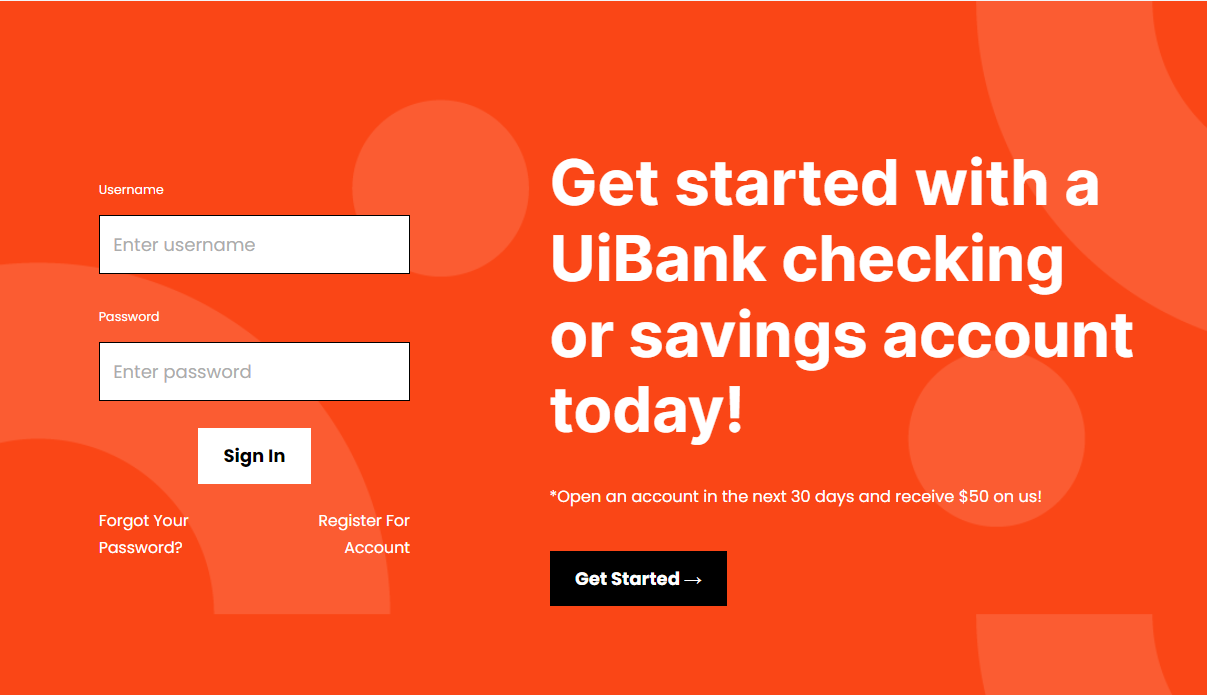 Username
Enter username
Password
Enter password
Sign In
Forgot Your
Password?
Register For
Account
Get started with a
UiBank checking
or savings account
today!
*Open an account in the next 30 days and receive $50 on us!
Get Started →